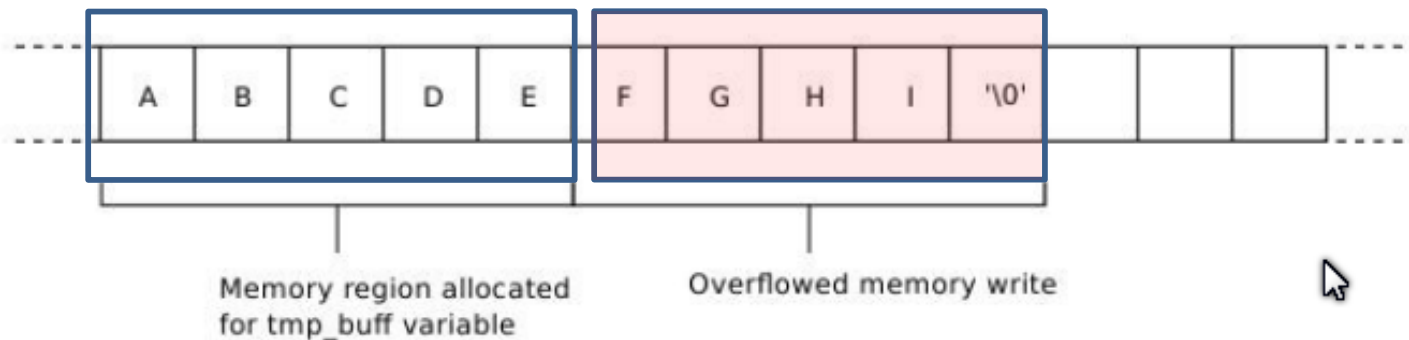 A B C D E F G H I '\0'
Memory region allocated
for tmp_buff variable
Overflowed memory write